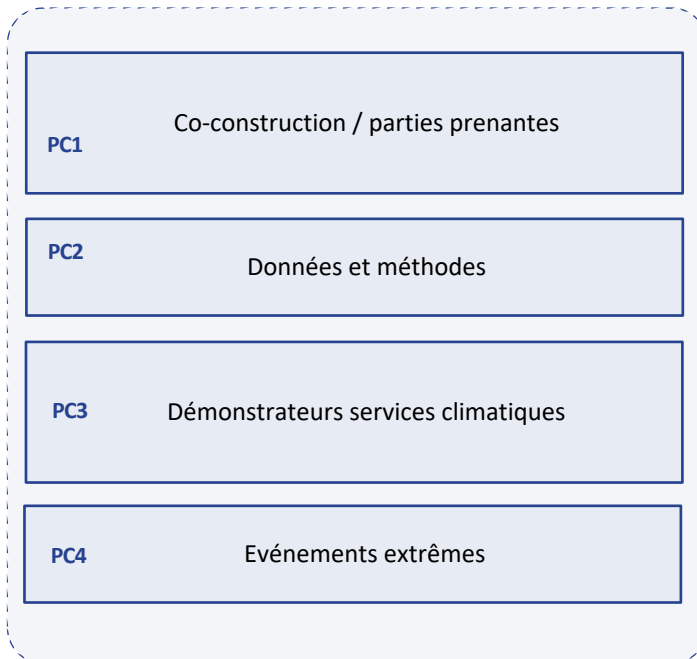 Co-construction / parties prenantes
PC1
PC2
Données et méthodes
PC3 Démonstrateurs services climatiques
PC4 Evénements extrêmes